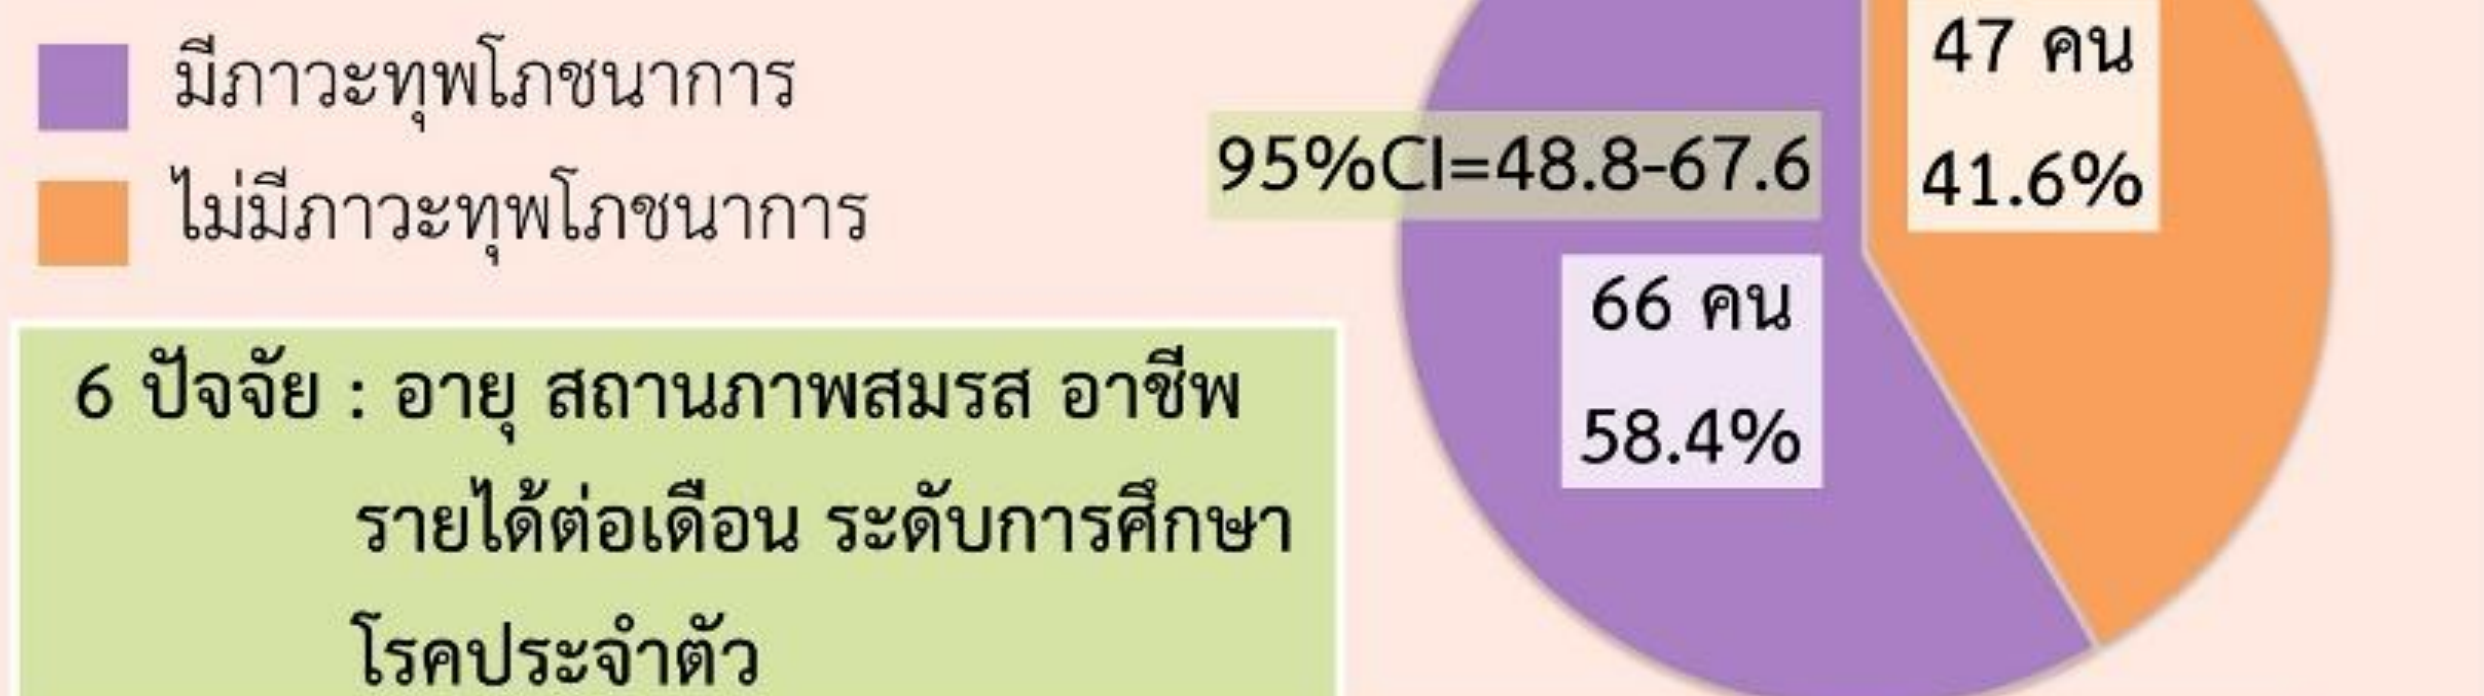 มีภาวะทุพโภชนาการ
ไม่มีภาวะทุพโภชนาการ
47 คน
41.6%
95%CI=48.8-67.6
66 คน
58.4%
6 ปัจจัย : อายุ สถานภาพสมรส อาชีพ
รายได้ต่อเดือน ระดับการศึกษา
โรคประจำตัว